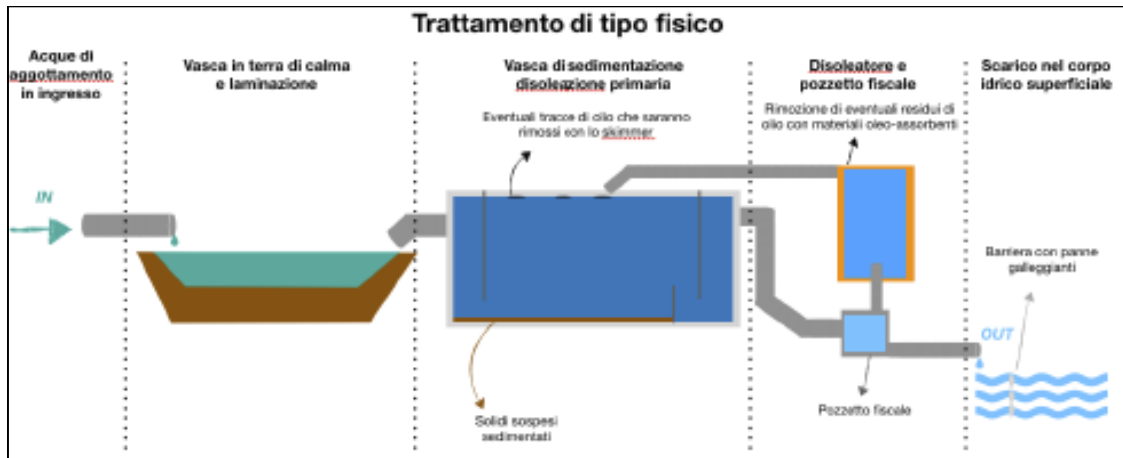 Trattamento di tipo fisico
Acque di
aggottamento
in ingresso
Vasca in terra di calma
e laminazione
Vasca di sedimentazione
disoleazione primaria
Disoleatore e
pozzetto fiscale
Scarico nel corpo
idrico superficiale
Eventuali tracce di olio che saranno
rimossi con lo skimmer
Rimozione di eventuali residui di
olio con materiali oleo-assorbenti
IN
Barriera con panne
galleggianti
OUT
Pozzetto fiscale
Solidi sospesi
sedimentati